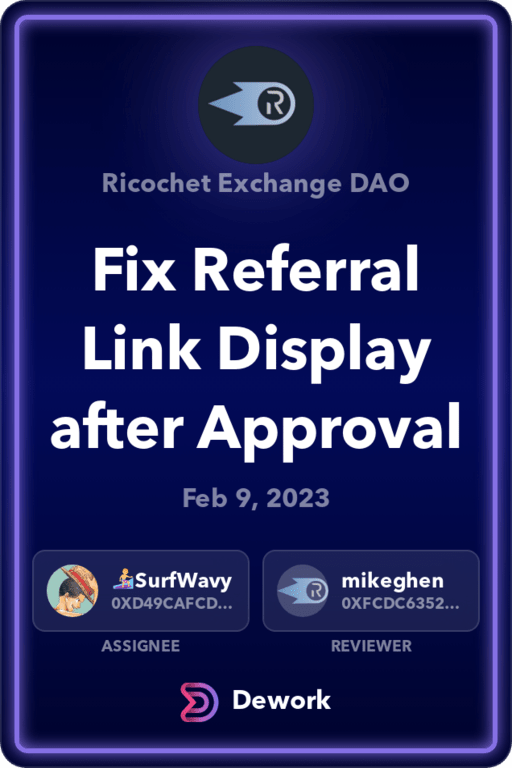 R
Ricochet Exchange DAO
Fix Referral
Link Display
after Approval
Feb 9, 2023
🏄SurfWavy
0XD49CAFCD...
ASSIGNEE
R
mikeghen
0XFCDC6352...
REVIEWER
Dework